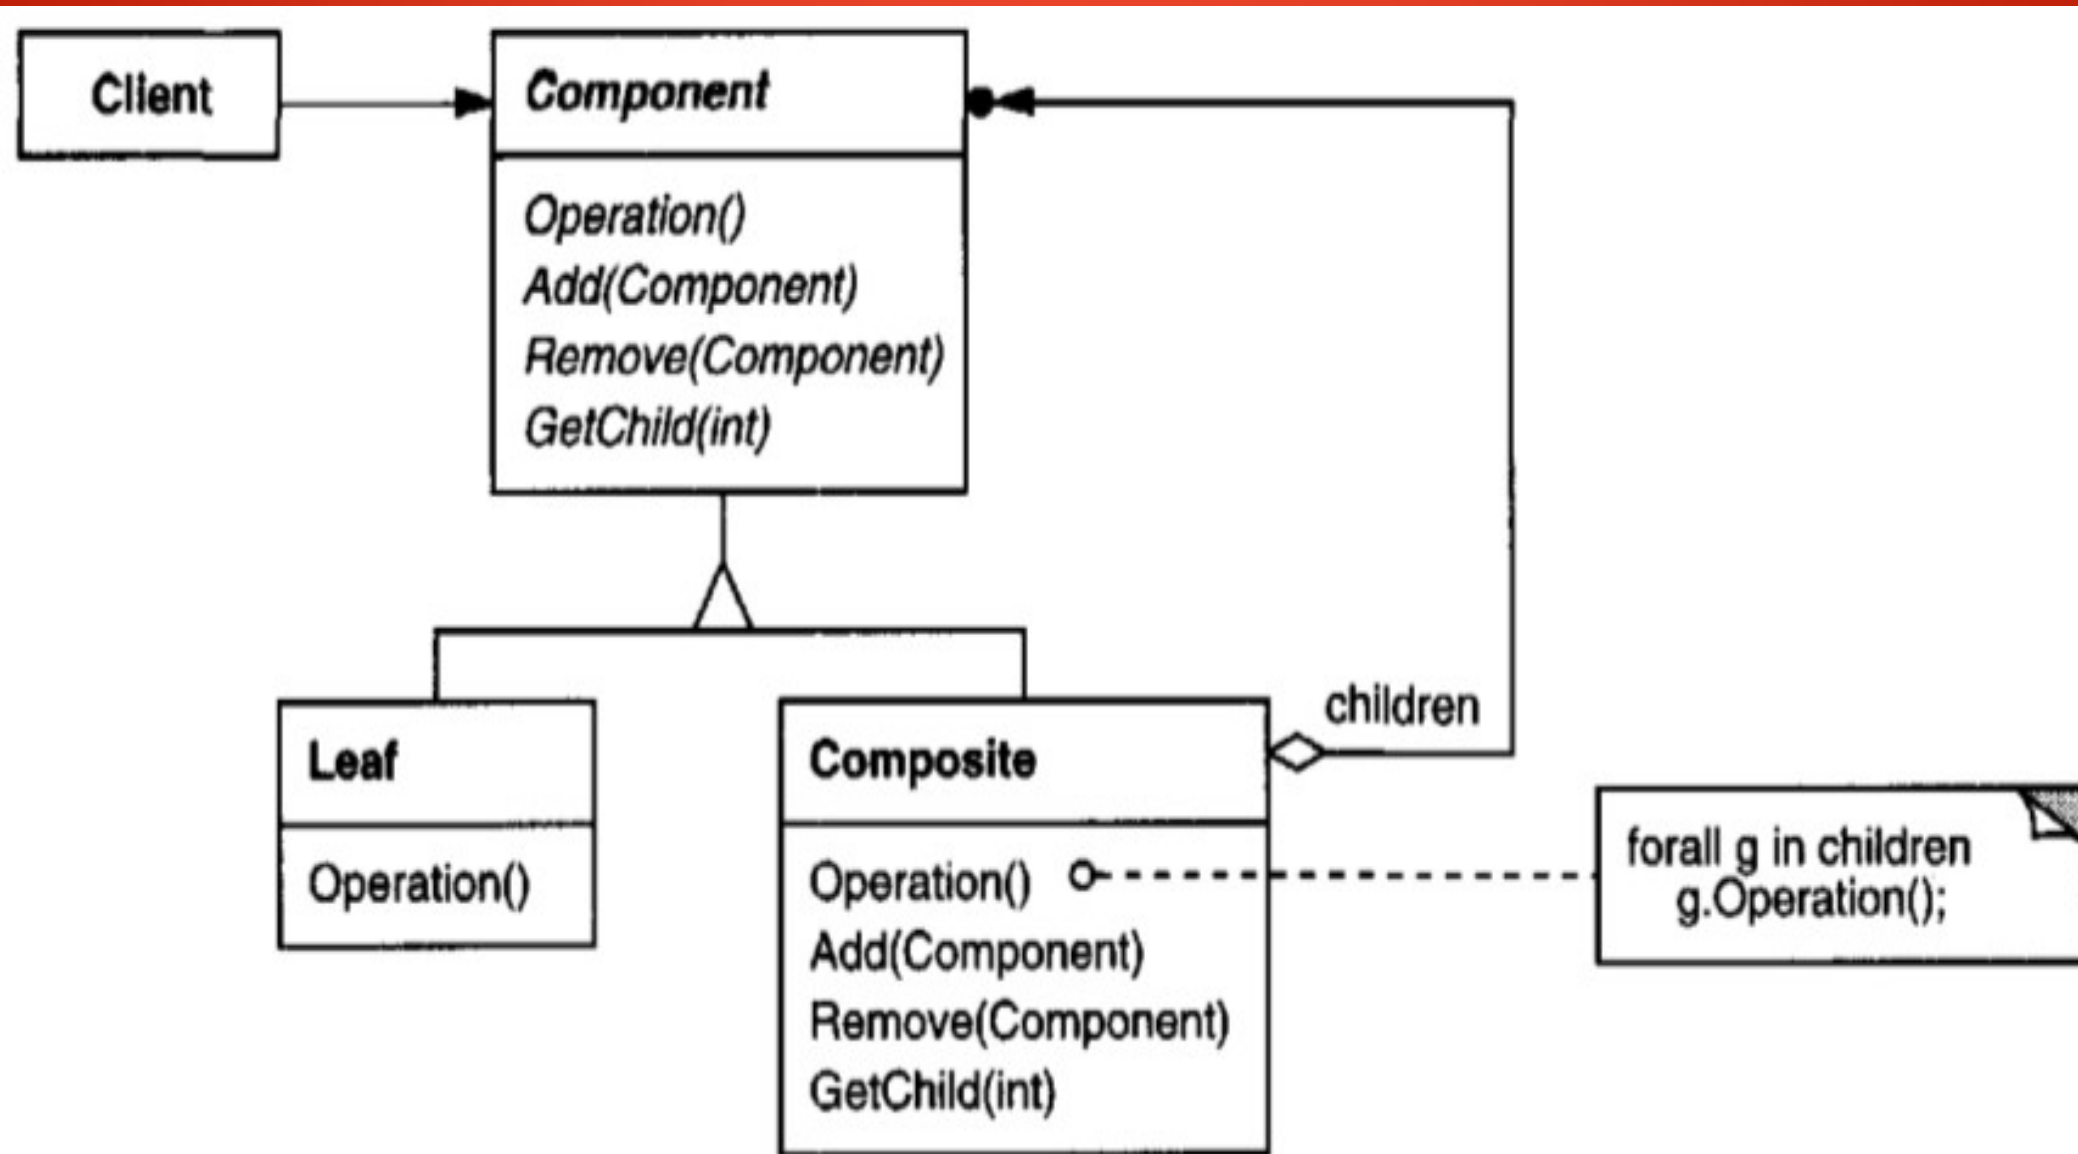 Client
Component
Operation()
Add(Component)
Remove(Component)
GetChild(int)
children
Leaf
Operation()
Composite
Operation()
Add(Component)
Remove(Component)
GetChild(int)
forall g in children
g.Operation();